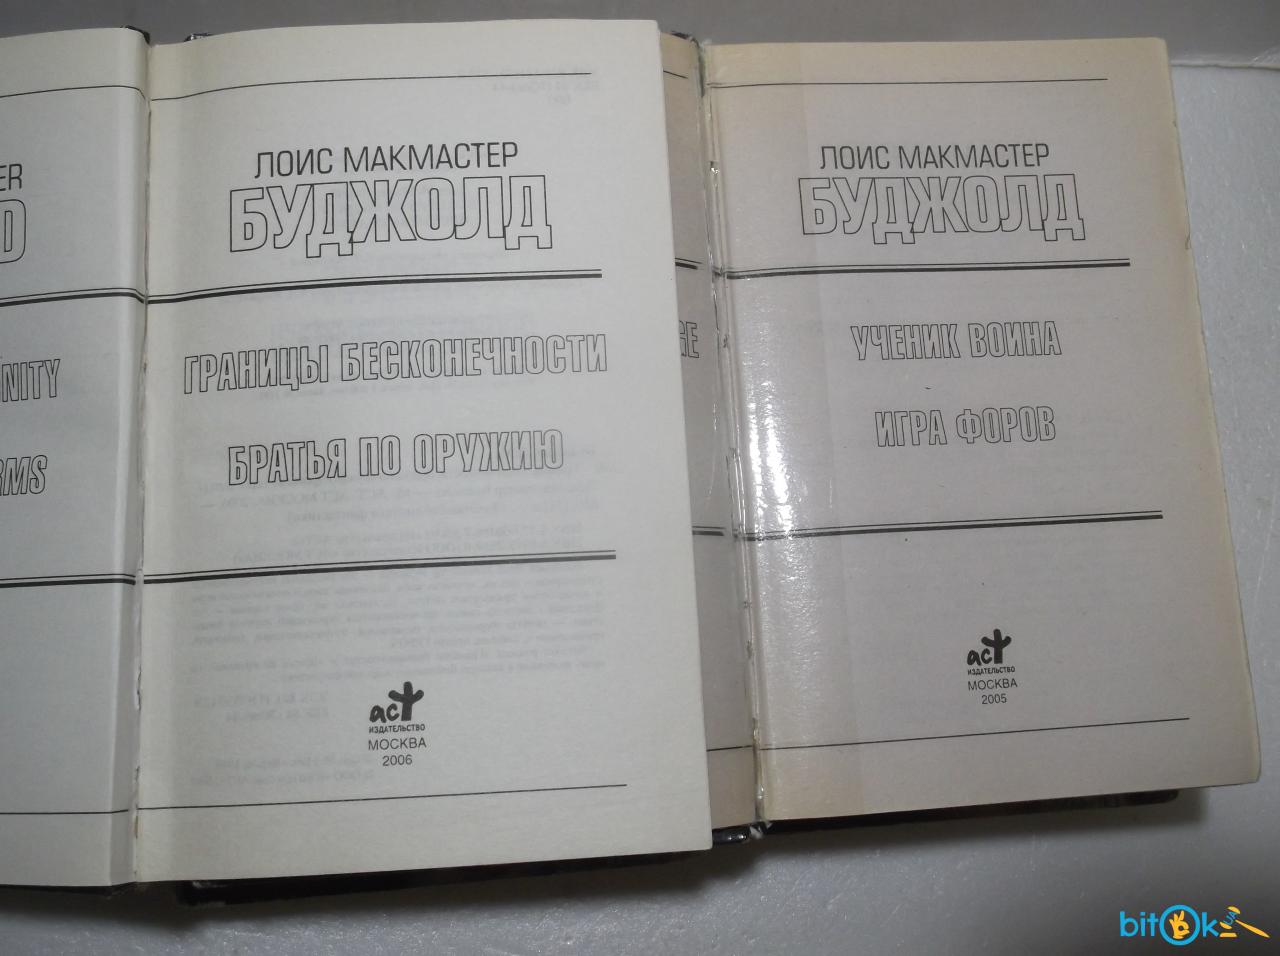 ER
D
NITY
RMS
ЛОИС МАКМАСТЕР
БУДЖОЛД
ГРАНИЦЫ БЕСКОНЕЧНОСТИ
БРАТЬЯ ПО ОРУЖИЮ
аст
ИЗДАТЕЛЬСТВО
МОСКВА
2006
GE
ЛОИС МАКМАСТЕР
БУДЖОЛД
УЧЕНИК ВОИНА
ИГРА ФОРОВ
аст
ИЗДАТЕЛЬСТВО
МОСКВА
2005
bitOk UA